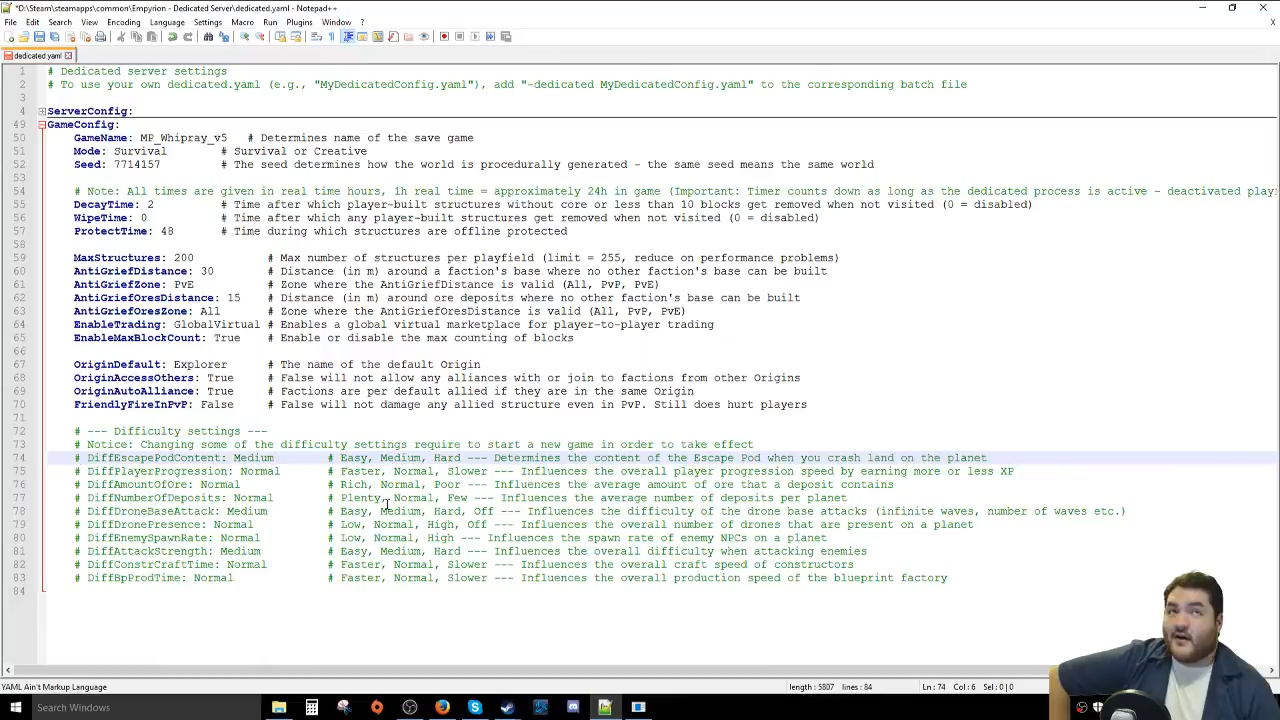 *D:\Steam\steamapps\common\Empyrion - Dedicated Server\dedicated.yaml - Notepad++
File Edit Search View Encoding Language Settings Macro Run Plugins Window ?
X
dedicated.yaml
1 # Dedicated server settings
2 # To use your own dedicated.yaml (e.g., "MyDedicatedConfig.yaml"), add "-dedicated MyDedicatedConfig.yaml" to the corresponding batch file
3
4 ServerConfig:
49 GameConfig:
50 GameName: MP_Whipray_v5 # Determines name of the save game
51 Mode: Survival # Survival or Creative
52 Seed: 7714157 # The seed determines how the world is procedurally generated - the same seed means the same world
53
54 # Note: All times are given in real time hours, 1h real time = approximately 24h in game (Important: Timer counts down as long as the dedicated process is active - deactivated play
55 DecayTime: 2 # Time after which player-built structures without core or less than 10 blocks get removed when not visited (0 = disabled)
56 WipeTime: 0 # Time after which any player-built structures get removed when not visited (0 = disabled)
57 ProtectTime: 48 # Time during which structures are offline protected
58
59 MaxStructures: 200 # Max number of structures per playfield (limit = 255, reduce on performance problems)
60 AntiGriefDistance: 30 # Distance (in m) around a faction's base where no other faction's base can be built
61 AntiGriefZone: PvE # Zone where the AntiGriefDistance is valid (All, PvP, PvE)
62 AntiGriefOresDistance: 15 # Distance (in m) around ore deposits where no other faction's base can be built
63 AntiGriefOresZone: All # Zone where the AntiGriefOresDistance is valid (All, PvP, PvE)
64 EnableTrading: GlobalVirtual # Enables a global virtual marketplace for player-to-player trading
65 EnableMaxBlockCount: True # Enable or disable the max counting of blocks
66
67 OriginDefault: Explorer # The name of the default Origin
68 OriginAccessOthers: True # False will not allow any alliances with or join to factions from other Origins
69 OriginAutoAlliance: True # Factions are per default allied if they are in the same Origin
70 FriendlyFireInPvP: False # False will not damage any allied structure even in PvP. Still does hurt players
71
72 # --- Difficulty settings ---
73 # Notice: Changing some of the difficulty settings require to start a new game in order to take effect
74 # DiffEscapePodContent: Medium # Easy, Medium, Hard --- Determines the content of the Escape Pod when you crash land on the planet
75 # DiffPlayerProgression: Normal # Faster, Normal, Slower --- Influences the overall player progression speed by earning more or less XP
76 # DiffAmountOfOre: Normal # Rich, Normal, Poor --- Influences the average amount of ore that a deposit contains
77 # DiffNumberOfDeposits: Normal # Plenty, Normal, Few --- Influences the average number of deposits per planet
78 # DiffDroneBaseAttack: Medium # Easy, Medium, Hard, Off --- Influences the difficulty of the drone base attacks (infinite waves, number of waves etc.)
79 # DiffDronePresence: Normal # Low, Normal, High, Off --- Influences the overall number of drones that are present on a planet
80 # DiffEnemySpawnRate: Normal # Low, Normal, High --- Influences the spawn rate of enemy NPCs on a planet
81 # DiffAttackStrength: Medium # Easy, Medium, Hard --- Influences the overall difficulty when attacking enemies
82 # DiffConstrCraftTime: Normal # Faster, Normal, Slower --- Influences the overall craft speed of constructors
83 # DiffBpProdTime: Normal # Faster, Normal, Slower --- Influences the overall production speed of the blueprint factory
84
YAML Ain't Markup Language length : 5807 lines : 84 Ln : 74 Col : 6 Sel : 0 | 0
Search Windows